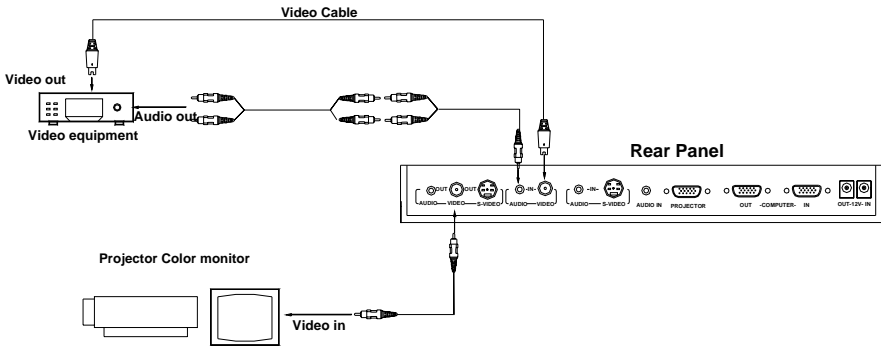 Video Cable
Video out
Audio out
Video equipment
Rear Panel
OUT OUT -IN- -IN-
AUDIO VIDEO S-VIDEO AUDIO VIDEO AUDIO S-VIDEO AUDIO IN PROJECTOR OUT -COMPUTER- IN OUT-12V- IN
Projector Color monitor
Video in